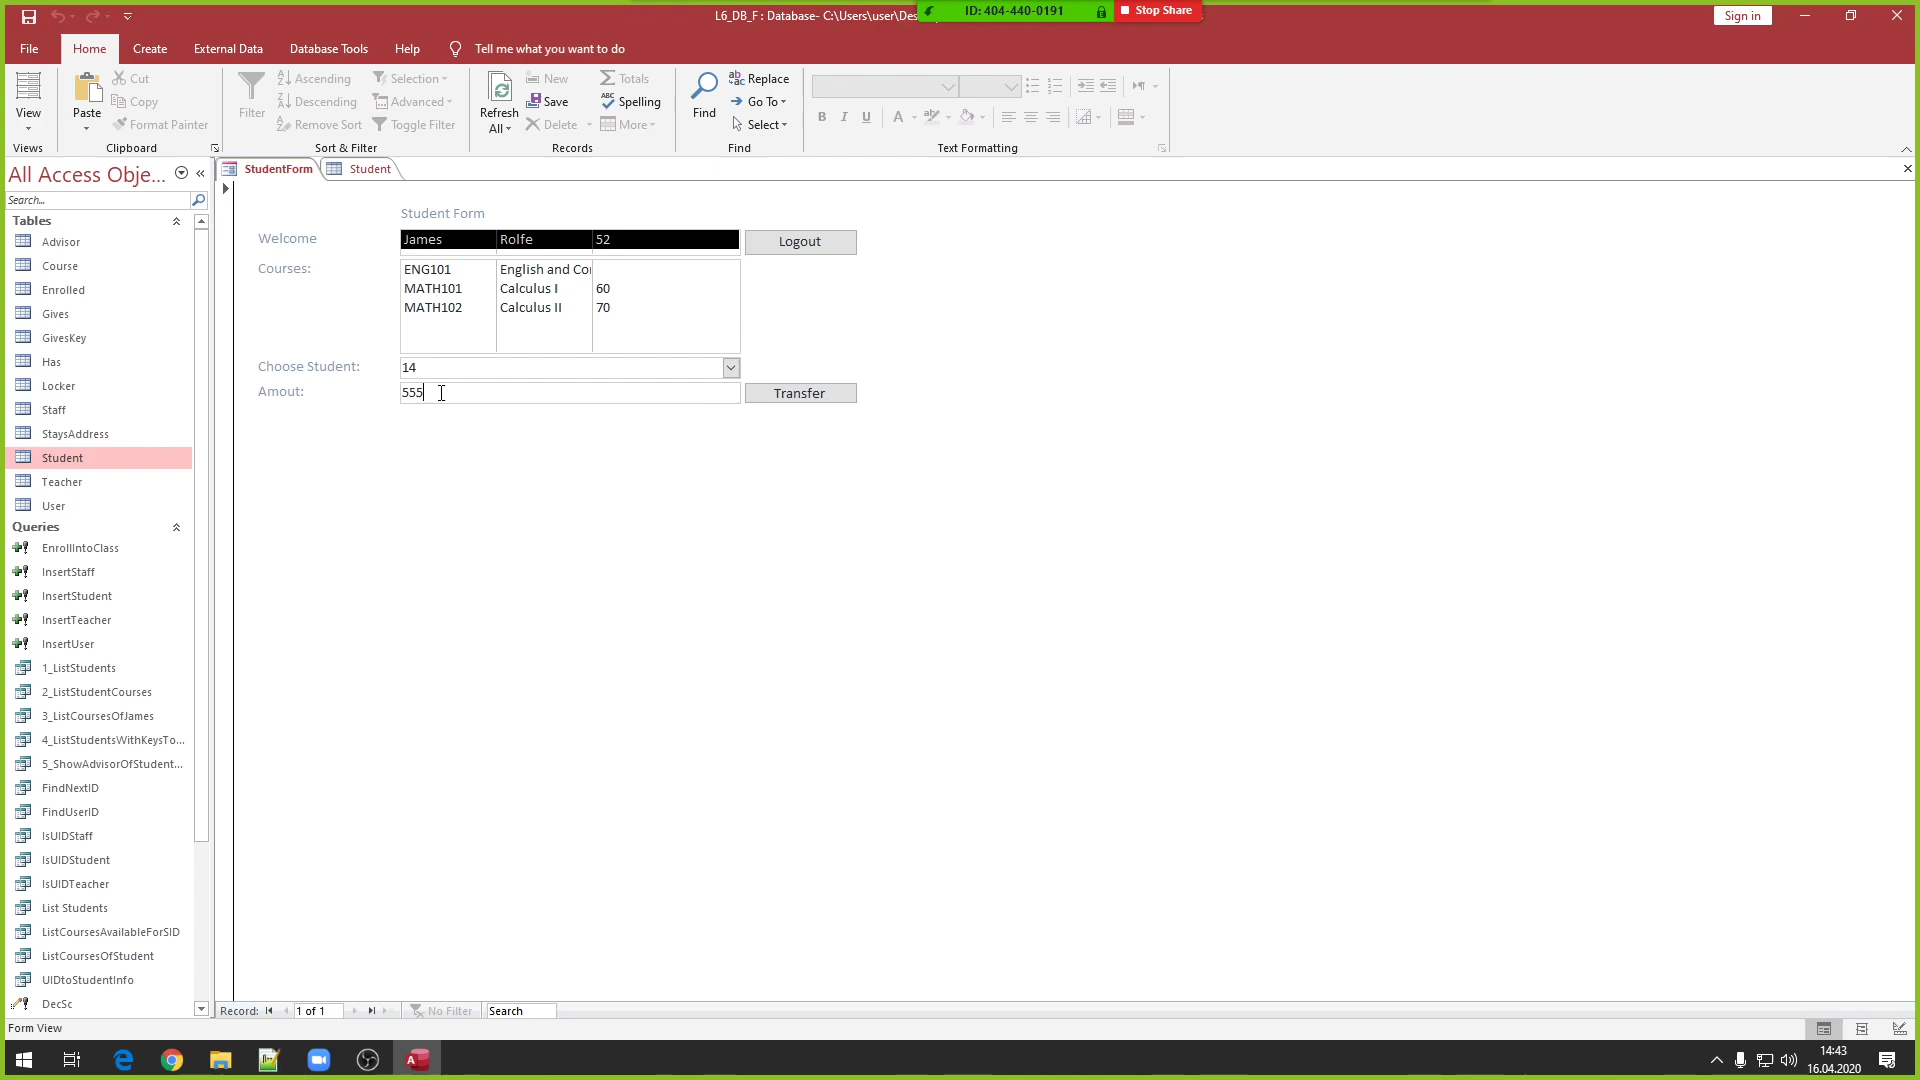 L6_DB_F : Database- C:\Users\user\Des
ID: 404-440-0191
Stop Share
Sign in
File Home Create External Data Database Tools Help Tell me what you want to do
View
Views
Paste
Cut
Copy
Format Painter
Clipboard
Filter
Ascending
Descending
Remove Sort
Selection
Advanced
Toggle Filter
Sort & Filter
Refresh All
New
Save
Delete
Totals
Spelling
More
Records
Find
Replace
Go To
Select
Find
B I U A
Text Formatting
All Access Obje...
Search...
Tables
Advisor
Course
Enrolled
Gives
GivesKey
Has
Locker
Staff
StaysAddress
Student
Teacher
User
Queries
EnrollIntoClass
InsertStaff
InsertStudent
InsertTeacher
InsertUser
1_ListStudents
2_ListStudentCourses
3_ListCoursesOfJames
4_ListStudentsWithKeysTo...
5_ShowAdvisorOfStudent...
FindNextID
FindUserID
IsUIDStaff
IsUIDStudent
IsUIDTeacher
List Students
ListCoursesAvailableForSID
ListCoursesOfStudent
UIDtoStudentInfo
DecSc
StudentForm Student
Student Form
Welcome James Rolfe 52 Logout
Courses: ENG101 English and Co
MATH101 Calculus I 60
MATH102 Calculus II 70
Choose Student: 14
Amout: 555 Transfer
Record: 1 of 1 No Filter Search
Form View
14:43
16.04.2020